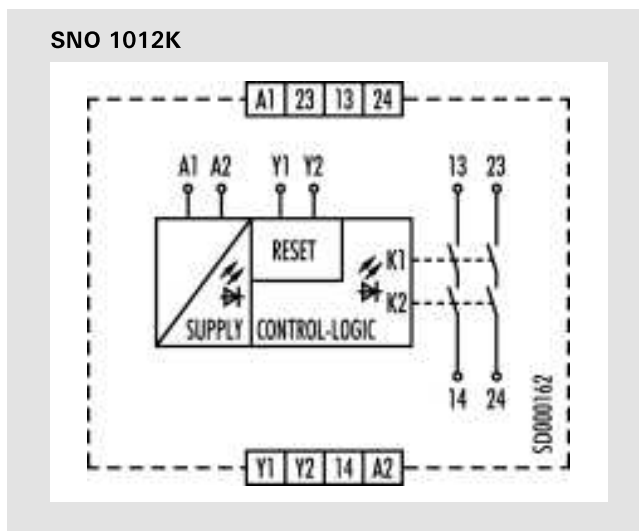 SNO 1012K
A1 23 13 24
A1 A2 Y1 Y2 13 23
RESET
K1
K2
SUPPLY CONTROL-LOGIC
14 24
SD000162
Y1 Y2 14 A2